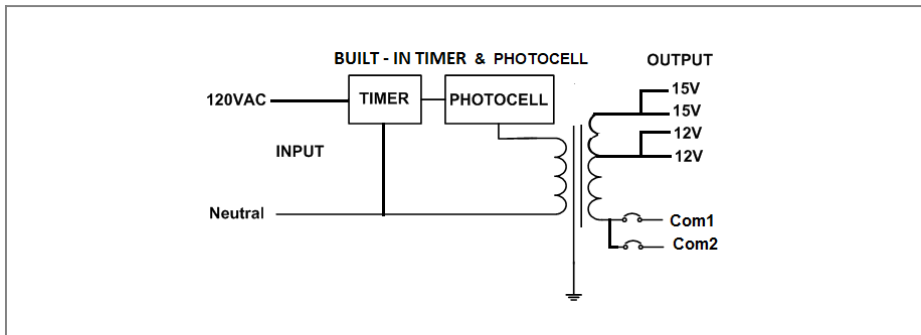 BUILT - IN TIMER & PHOTOCELL
OUTPUT
120VAC
TIMER
PHOTOCELL
15V
15V
12V
12V
INPUT
Neutral
Com1
Com2